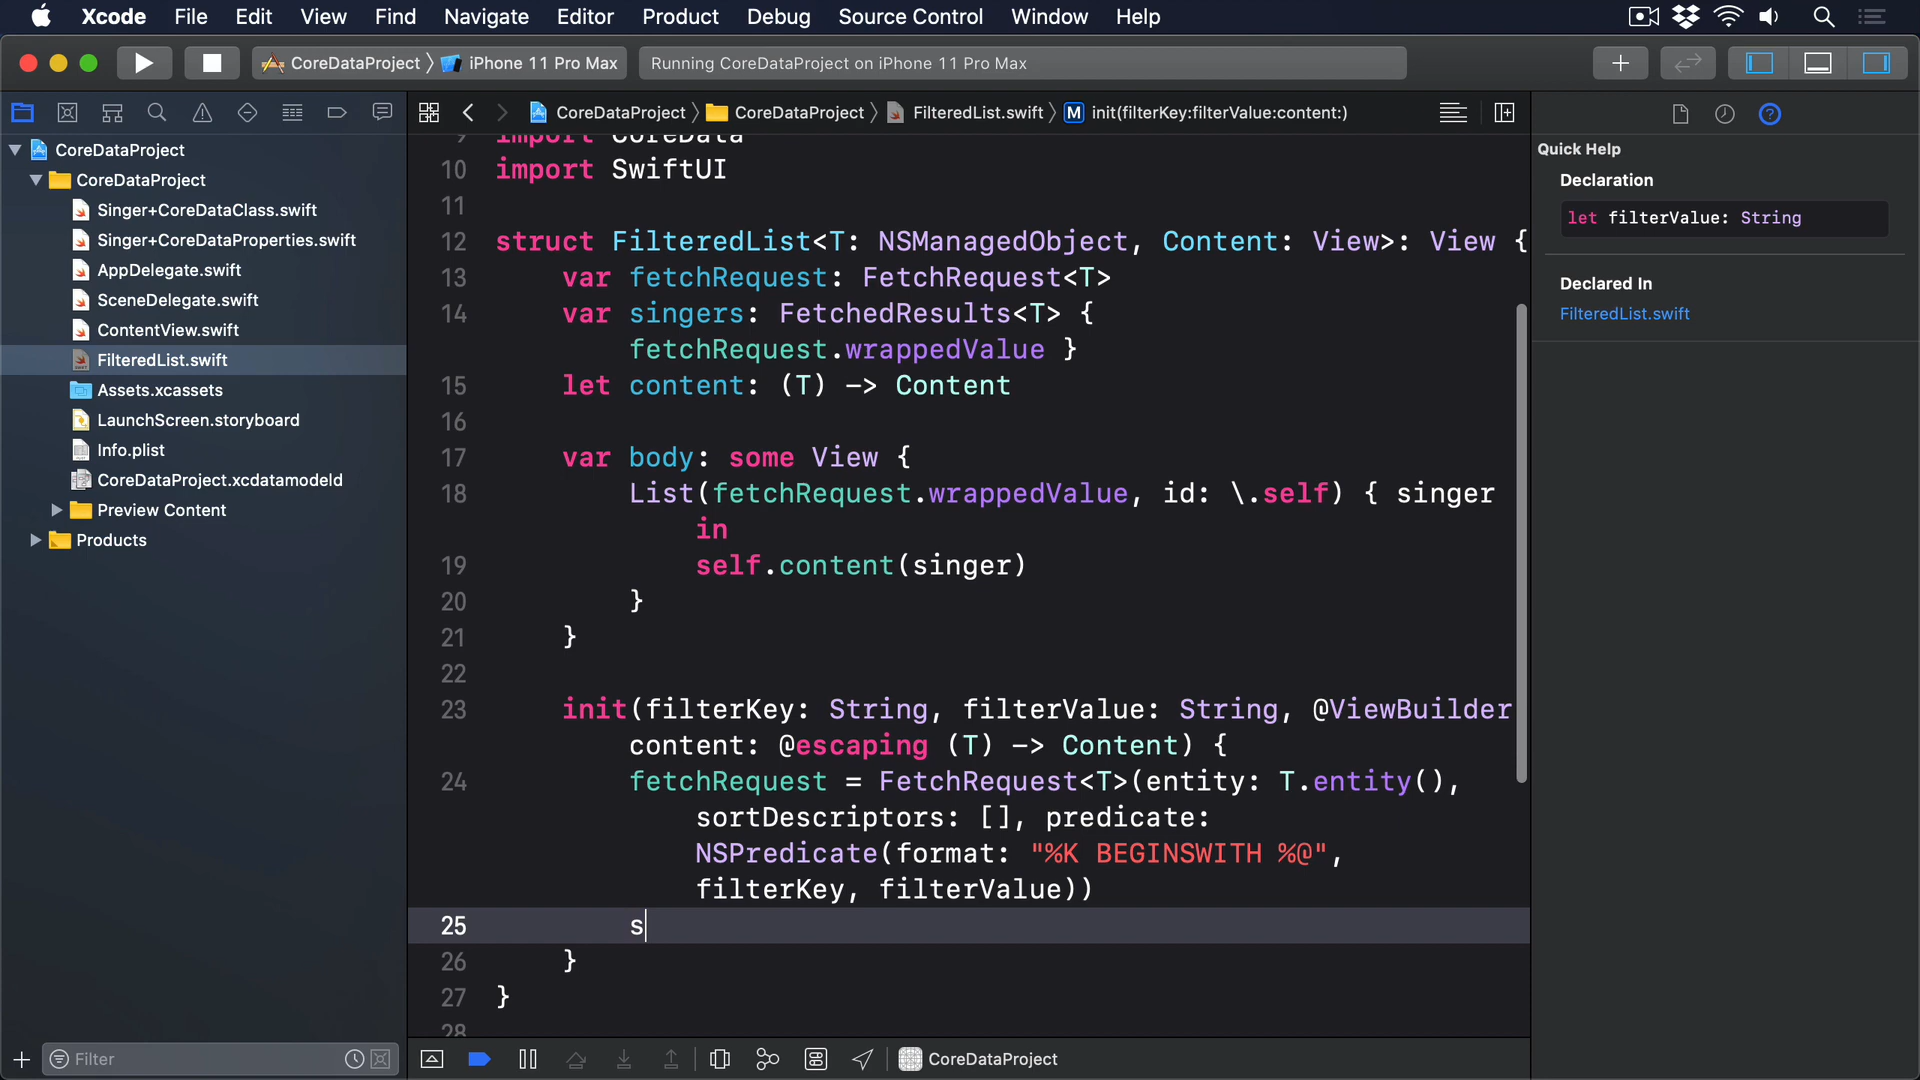 Xcode File Edit View Find Navigate Editor Product Debug Source Control Window Help
CoreDataProject iPhone 11 Pro Max Running CoreDataProject on iPhone 11 Pro Max
CoreDataProject CoreDataProject FilteredList.swift M init(filterKey:filterValue:content:)
CoreDataProject
CoreDataProject
Singer+CoreDataClass.swift
Singer+CoreDataProperties.swift
AppDelegate.swift
SceneDelegate.swift
ContentView.swift
FilteredList.swift
Assets.xcassets
LaunchScreen.storyboard
Info.plist
CoreDataProject.xcdatamodeld
Preview Content
Products
Filter
9 import CoreData
10 import SwiftUI
11
12 struct FilteredList<T: NSManagedObject, Content: View>: View {
13 var fetchRequest: FetchRequest<T>
14 var singers: FetchedResults<T> {
fetchRequest.wrappedValue }
15 let content: (T) -> Content
16
17 var body: some View {
18 List(fetchRequest.wrappedValue, id: \.self) { singer
in
19 self.content(singer)
20 }
21 }
22
23 init(filterKey: String, filterValue: String, @ViewBuilder
content: @escaping (T) -> Content) {
24 fetchRequest = FetchRequest<T>(entity: T.entity(),
sortDescriptors: [], predicate:
NSPredicate(format: "%K BEGINSWITH %@",
filterKey, filterValue))
25 s
26 }
27 }
28
CoreDataProject
Quick Help
Declaration
let filterValue: String
Declared In
FilteredList.swift